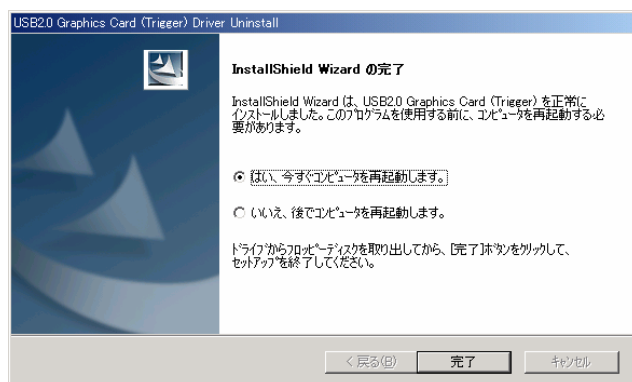 USB2.0 Graphics Card (Trigger) Driver Uninstall
InstallShield Wizard の完了
InstallShield Wizard は、USB2.0 Graphics Card (Trigger) を正常に
インストールしました。このプログラムを使用する前に、コンピュータを再起動する必
要があります。
はい、今すぐコンピュータを再起動します。
いいえ、後でコンピュータを再起動します。
ドライブからフロッピーディスクを取り出してから、[完了]ボタンをクリックして、
セットアップを終了してください。
< 戻る(B)
完了
キャンセル